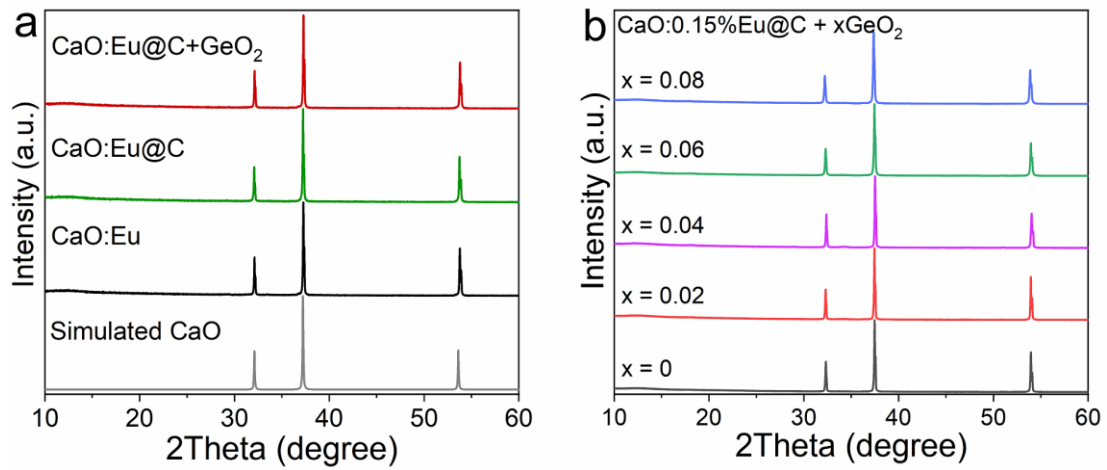 a
CaO:Eu@C+GeO₂
CaO:Eu@C
CaO:Eu
Simulated CaO
Intensity (a.u.)
10 20 30 40 50 60
2Theta (degree)
b
CaO:0.15%Eu@C + xGeO₂
x = 0.08
x = 0.06
x = 0.04
x = 0.02
x = 0
Intensity (a.u.)
10 20 30 40 50 60
2Theta (degree)